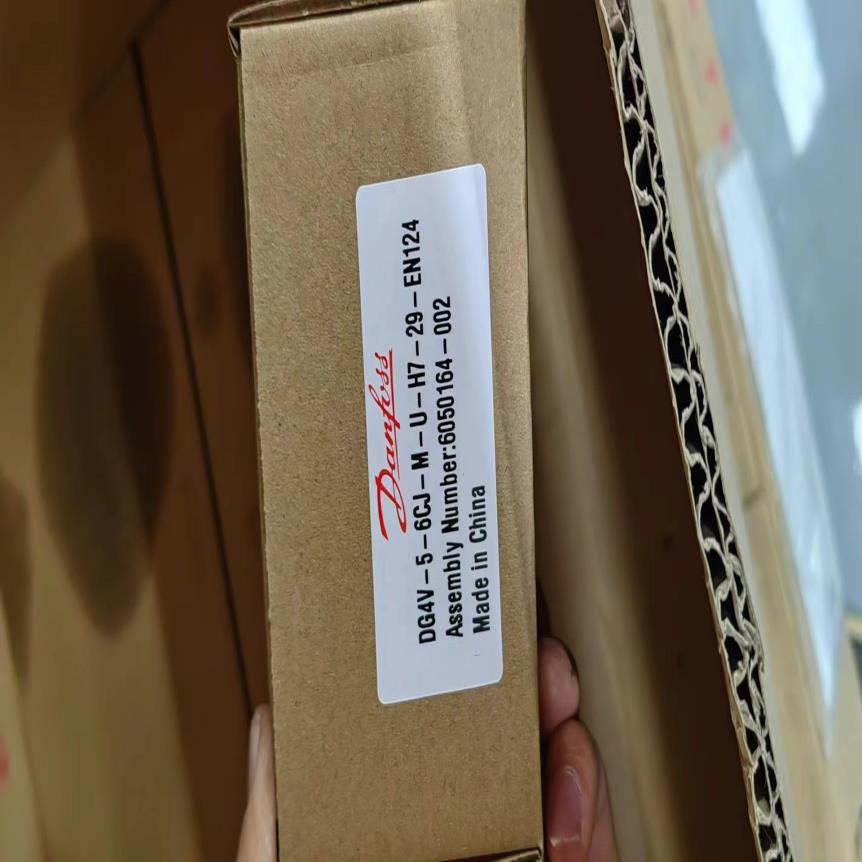 Danfoss
DG4V-5-6CJ-M-U-H7-29-EN124
Assembly Number:6050164-002
Made in China